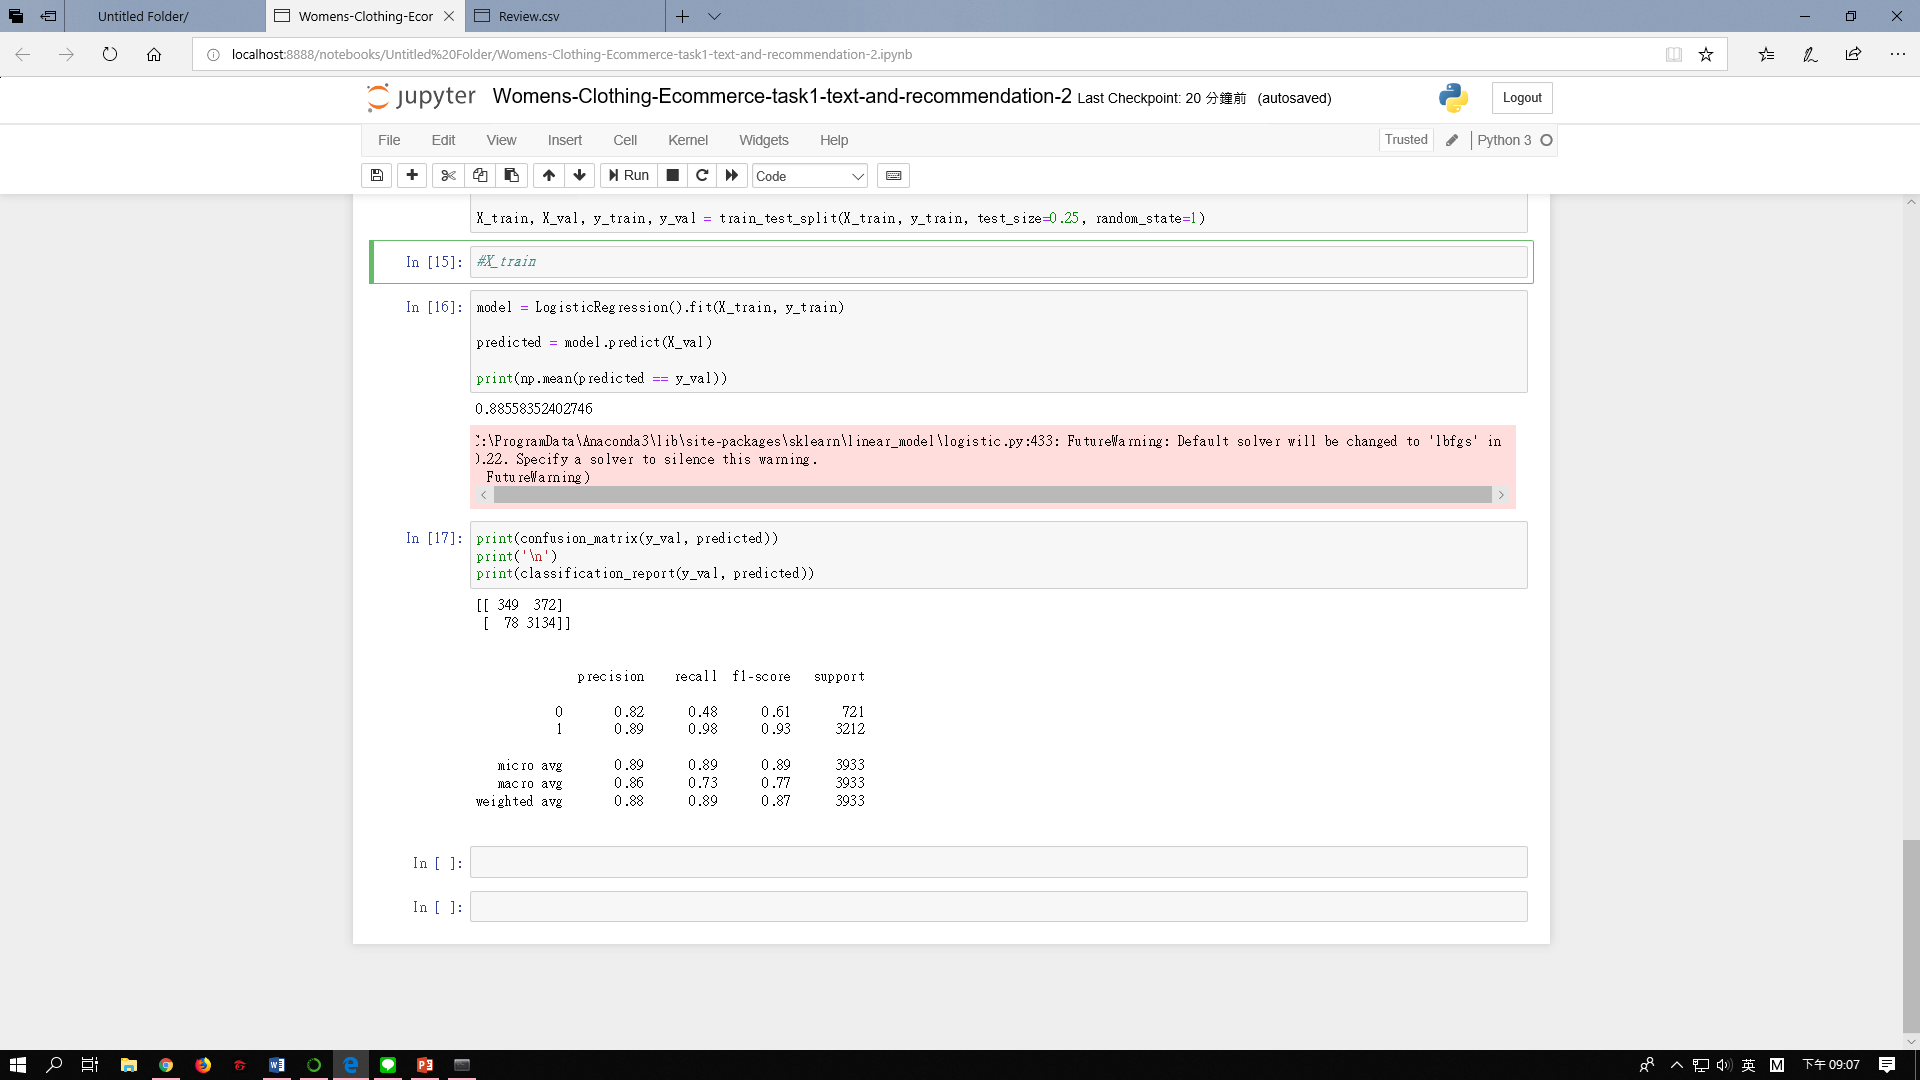 Untitled Folder/
Womens-Clothing-Ecor
Review.csv
localhost:8888/notebooks/Untitled%20Folder/Womens-Clothing-Ecommerce-task1-text-and-recommendation-2.ipynb
jupyter Womens-Clothing-Ecommerce-task1-text-and-recommendation-2 Last Checkpoint: 20 分鐘前 (autosaved)
Logout
File Edit View Insert Cell Kernel Widgets Help
Trusted Python 3
Run Code
X_train, X_val, y_train, y_val = train_test_split(X_train, y_train, test_size=0.25, random_state=1)
In [15]: #X_train
In [16]: model = LogisticRegression().fit(X_train, y_train)
predicted = model.predict(X_val)
print(np.mean(predicted == y_val))
0.88558352402746
C:\ProgramData\Anaconda3\lib\site-packages\sklearn\linear_model\logistic.py:433: FutureWarning: Default solver will be changed to 'lbfgs' in
0.22. Specify a solver to silence this warning.
FutureWarning)
In [17]: print(confusion_matrix(y_val, predicted))
print('\n')
print(classification_report(y_val, predicted))
[[ 349 372]
[ 78 3134]]
precision recall f1-score support
0 0.82 0.48 0.61 721
1 0.89 0.98 0.93 3212
micro avg 0.89 0.89 0.89 3933
macro avg 0.86 0.73 0.77 3933
weighted avg 0.88 0.89 0.87 3933
In [ ]:
In [ ]:
英 M 下午 09:07